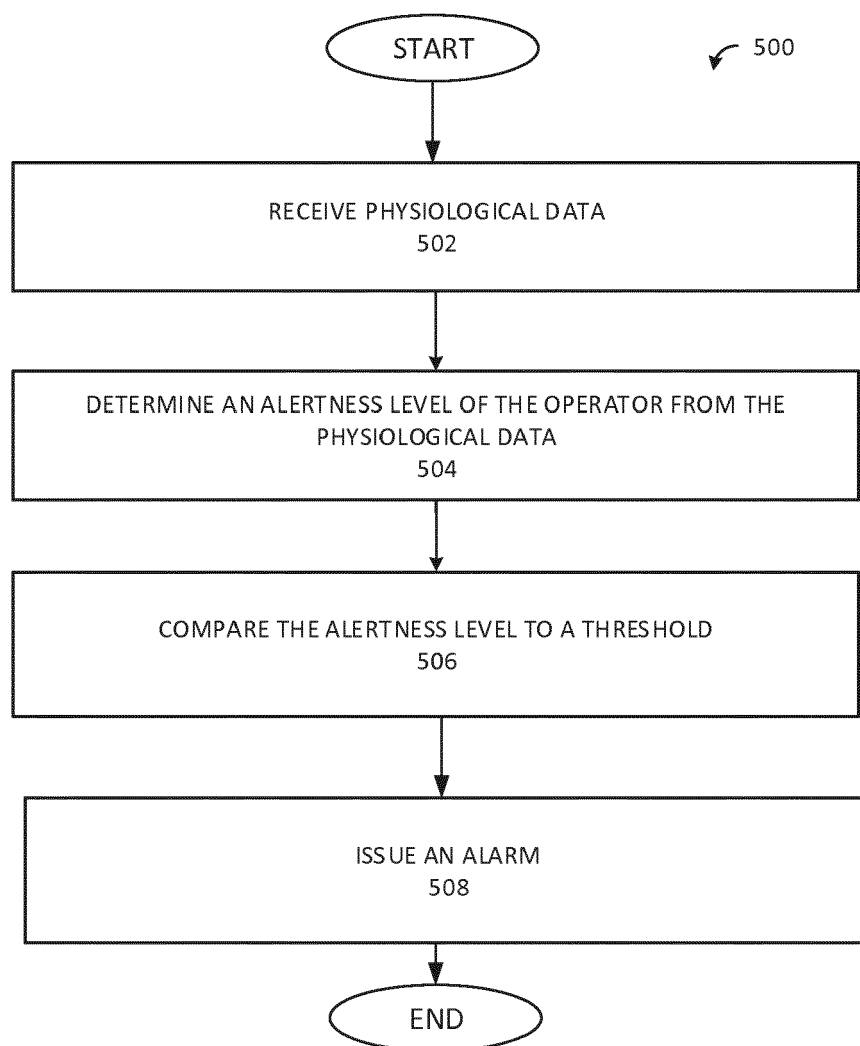 START
500
RECEIVE PHYSIOLOGICAL DATA
502
DETERMINE AN ALERTNESS LEVEL OF THE OPERATOR FROM THE
PHYSIOLOGICAL DATA
504
COMPARE THE ALERTNESS LEVEL TO A THRESHOLD
506
ISSUE AN ALARM
508
END